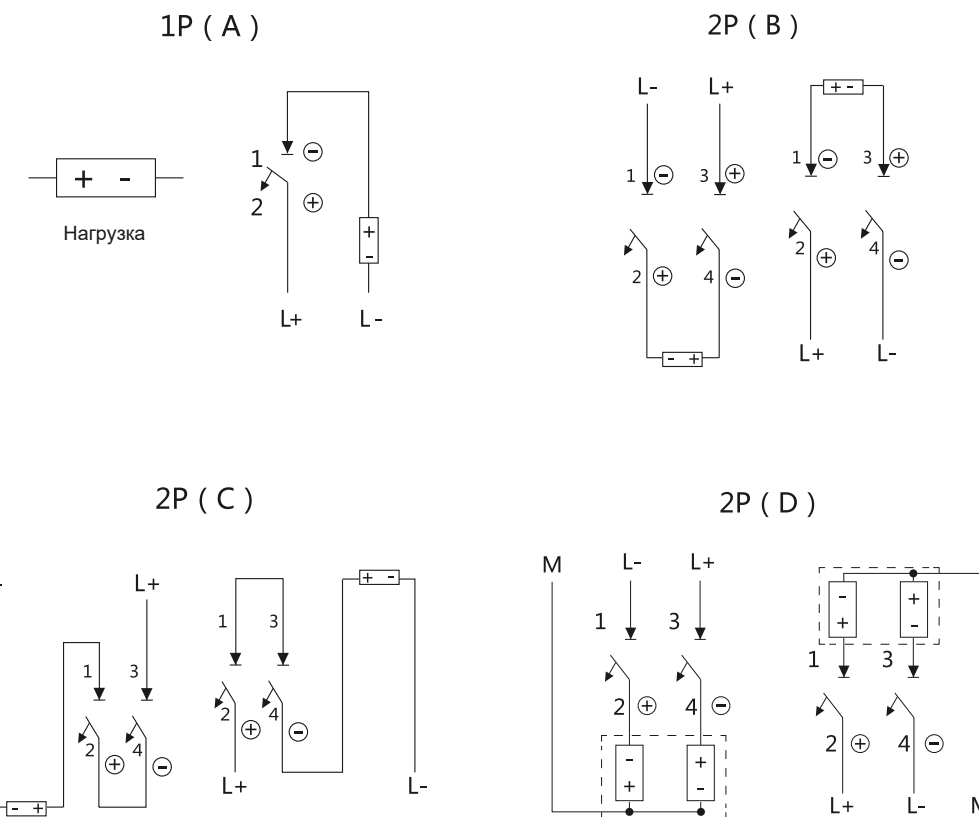 1P ( A )
2P ( B )
+ -
Нагрузка
1 -
2 +
+
-
L+ L-
L- L+
1 - 3 +
2 + 4 -
- +
+ -
1 - 3 +
2 + 4 -
L+ L-
2P ( C )
2P ( D )
L+
1 3
2 + 4 -
- +
+ -
1 3
2 + 4 -
L+ L-
M L- L+
1 3
2 + 4 -
- +
+ -
- +
+ -
1 3
2 + 4 -
L+ L-